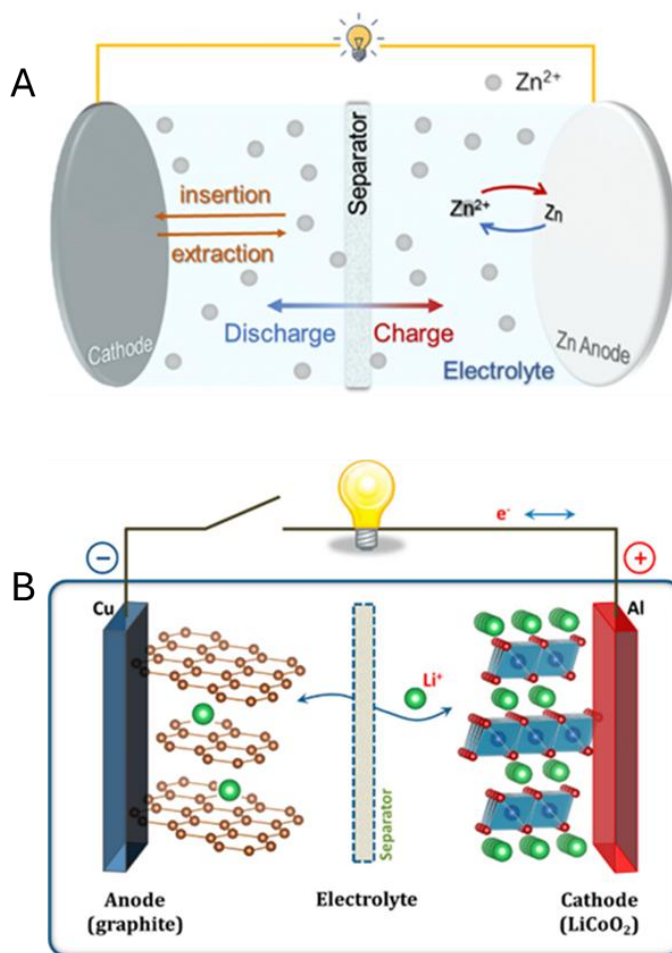 A
Zn²⁺
Separator
insertion
extraction
Zn²⁺
Zn
Discharge
Charge
Cathode
Zn Anode
Electrolyte
e⁻
B
−
+
Cu
Al
Li⁺
Separator
Anode
(graphite)
Electrolyte
Cathode
(LiCoO₂)